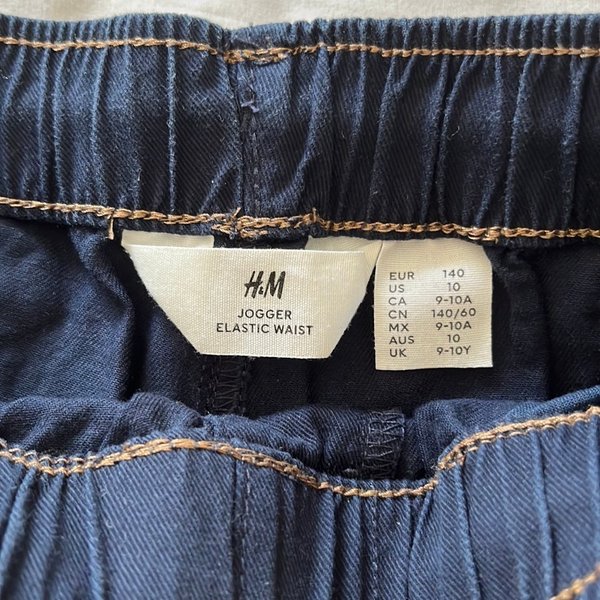 H&M
JOGGER
ELASTIC WAIST
EUR 140
US 10
CA 9-10A
CN 140/60
MX 9-10A
AUS 10
UK 9-10Y